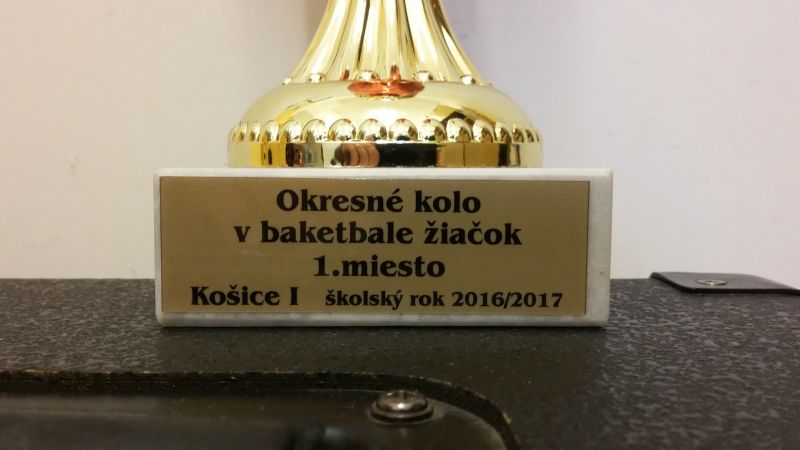 Okresné kolo
v baketbale žiačok
1.miesto
Košice I školský rok 2016/2017